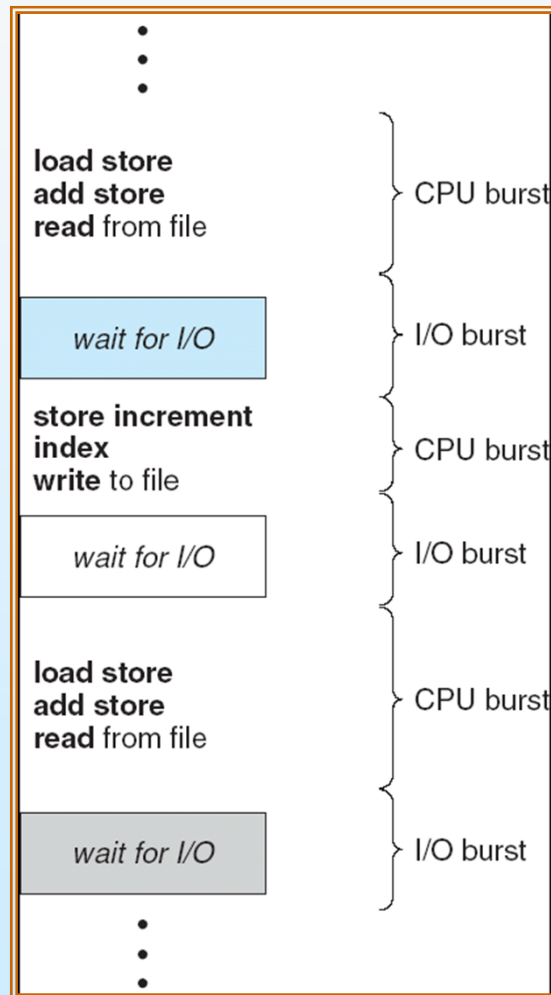 load store
add store
read from file
CPU burst
wait for I/O
I/O burst
store increment
index
write to file
CPU burst
wait for I/O
I/O burst
load store
add store
read from file
CPU burst
wait for I/O
I/O burst